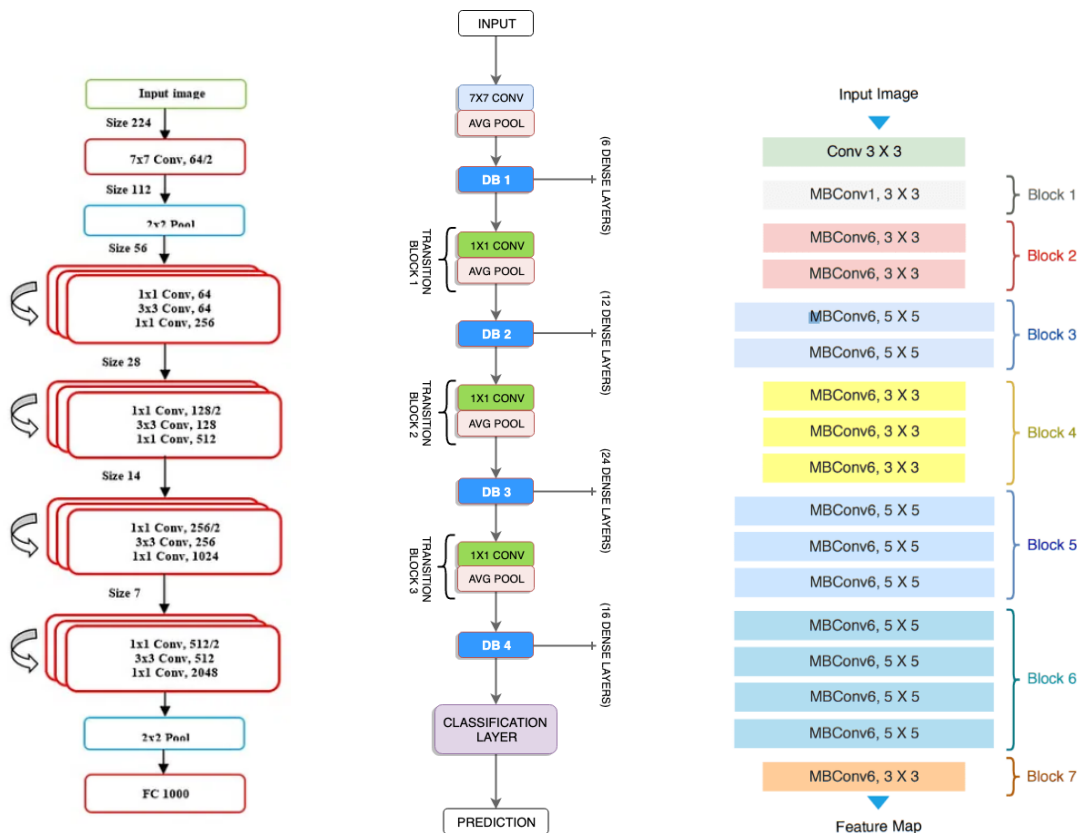 Input image
Size 224
7x7 Conv, 64/2
Size 112
2x2 Pool
Size 56
1x1 Conv, 64
3x3 Conv, 64
1x1 Conv, 256
Size 28
1x1 Conv, 128/2
3x3 Conv, 128
1x1 Conv, 512
Size 14
1x1 Conv, 256/2
3x3 Conv, 256
1x1 Conv, 1024
Size 7
1x1 Conv, 512/2
3x3 Conv, 512
1x1 Conv, 2048
2x2 Pool
FC 1000
INPUT
7X7 CONV
AVG POOL
DB 1
(6 DENSE LAYERS)
TRANSITION
BLOCK 1
1X1 CONV
AVG POOL
DB 2
(12 DENSE LAYERS)
TRANSITION
BLOCK 2
1X1 CONV
AVG POOL
DB 3
(24 DENSE LAYERS)
TRANSITION
BLOCK 3
1X1 CONV
AVG POOL
DB 4
(16 DENSE LAYERS)
CLASSIFICATION
LAYER
PREDICTION
Input Image
Conv 3 X 3
MBConv1, 3 X 3
Block 1
MBConv6, 3 X 3
MBConv6, 3 X 3
Block 2
MBConv6, 5 X 5
MBConv6, 5 X 5
Block 3
MBConv6, 3 X 3
MBConv6, 3 X 3
MBConv6, 3 X 3
Block 4
MBConv6, 5 X 5
MBConv6, 5 X 5
MBConv6, 5 X 5
Block 5
MBConv6, 5 X 5
MBConv6, 5 X 5
MBConv6, 5 X 5
MBConv6, 5 X 5
Block 6
MBConv6, 3 X 3
Block 7
Feature Map